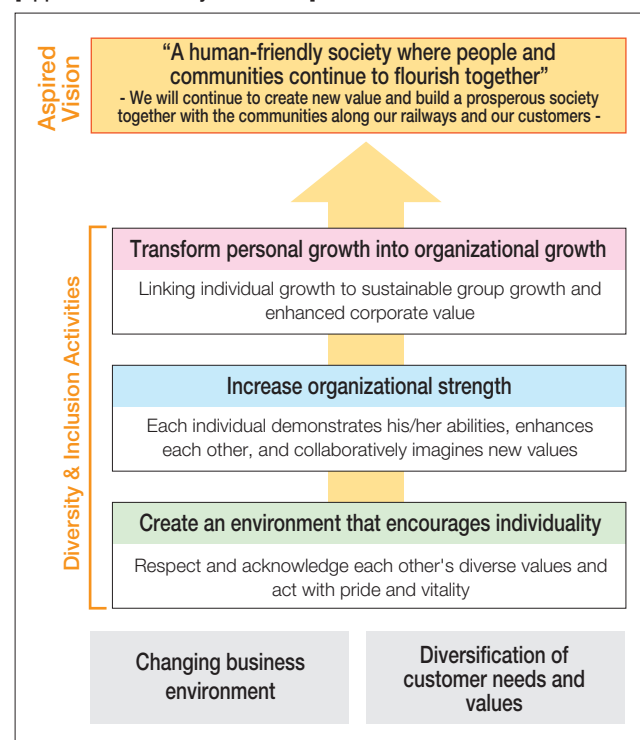 Aspired
Vision
“A human-friendly society where people and
communities continue to flourish together”
- We will continue to create new value and build a prosperous society
together with the communities along our railways and our customers -
Diversity & Inclusion Activities
Transform personal growth into organizational growth
Linking individual growth to sustainable group growth and
enhanced corporate value
Increase organizational strength
Each individual demonstrates his/her abilities, enhances
each other, and collaboratively imagines new values
Create an environment that encourages individuality
Respect and acknowledge each other's diverse values and
act with pride and vitality
Changing business
environment
Diversification of
customer needs and
values